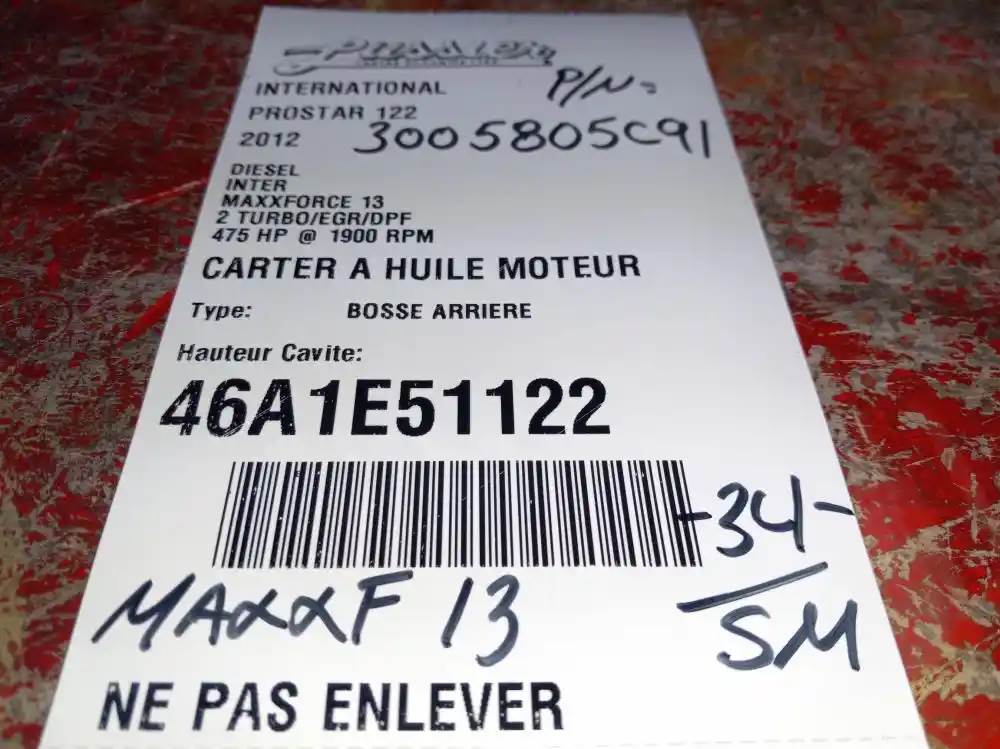 INTERNATIONAL
P/N:
PROSTAR 122
2012 3005805C91
DIESEL
INTER
MAXXFORCE 13
2 TURBO/EGR/DPF
475 HP @ 1900 RPM
CARTER A HUILE MOTEUR
Type: BOSSE ARRIERE
Hauteur Cavite:
46A1E51122
-34-
SM
MAXXF 13
NE PAS ENLEVER